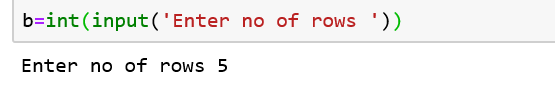 b=int(input('Enter no of rows '))
Enter no of rows 5